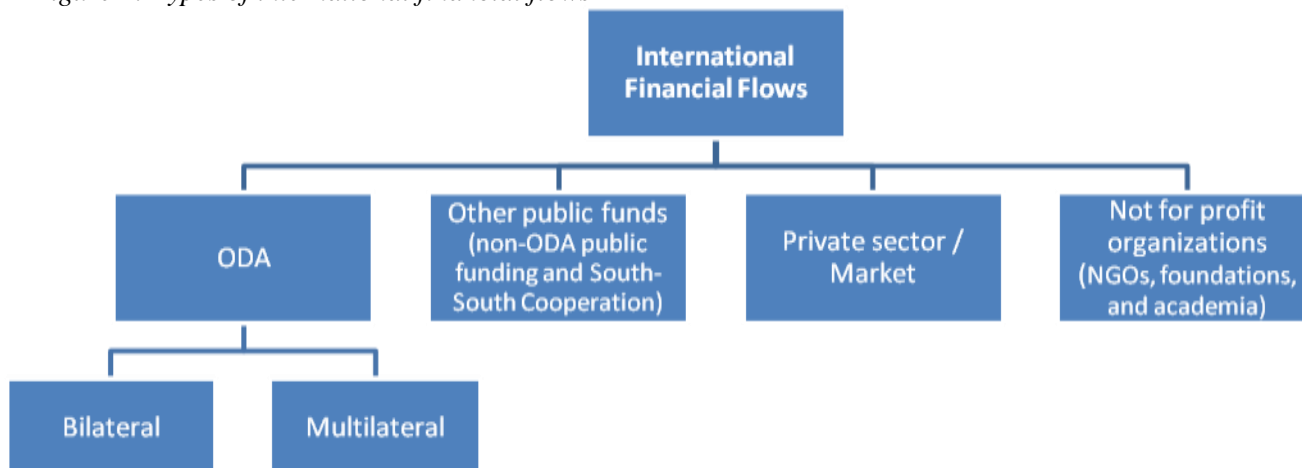 International
Financial Flows
ODA
Other public funds
(non-ODA public
funding and South-
South Cooperation)
Private sector /
Market
Not for profit
organizations
(NGOs, foundations,
and academia)
Bilateral
Multilateral